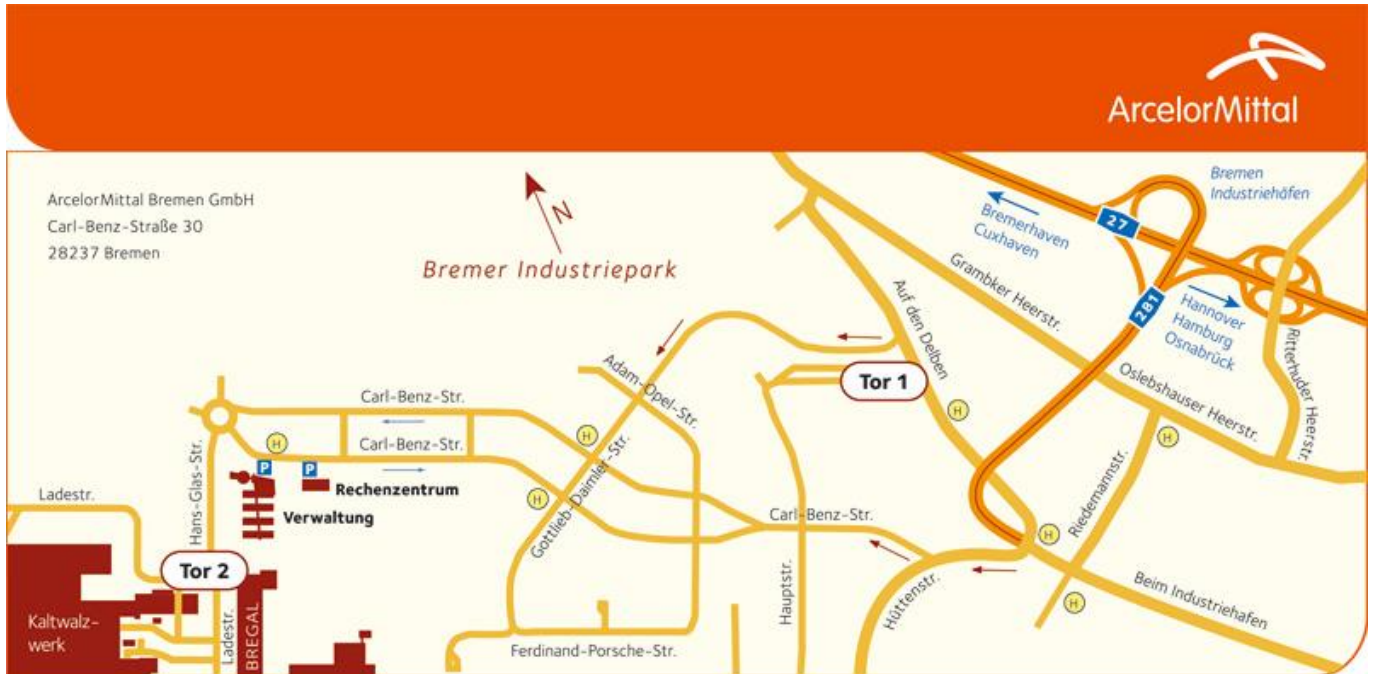 ArcelorMittal
ArcelorMittal Bremen GmbH
Carl-Benz-Straße 30
28237 Bremen
N
Bremer Industriepark
Bremen
Industriehäfen
Bremerhaven
Cuxhaven
27
281
Hannover
Hamburg
Osnabrück
Grambker Heerstr.
Auf den Delben
Tor 1
Oslebshauser Heerstr.
Ritterhuder Heerstr.
Adam-Opel-Str.
Carl-Benz-Str.
H
H
H
Carl-Benz-Str.
H
P
P
Rechenzentrum
Verwaltung
Hans-Glas-Str.
Ladestr.
H
Gottlieb-Daimler-Str.
Carl-Benz-Str.
Riedemannstr.
H
Tor 2
Hauptstr.
Hüttenstr.
Beim Industriehafen
H
Kaltwalz-
werk
Ladestr.
BREGAL
Ferdinand-Porsche-Str.